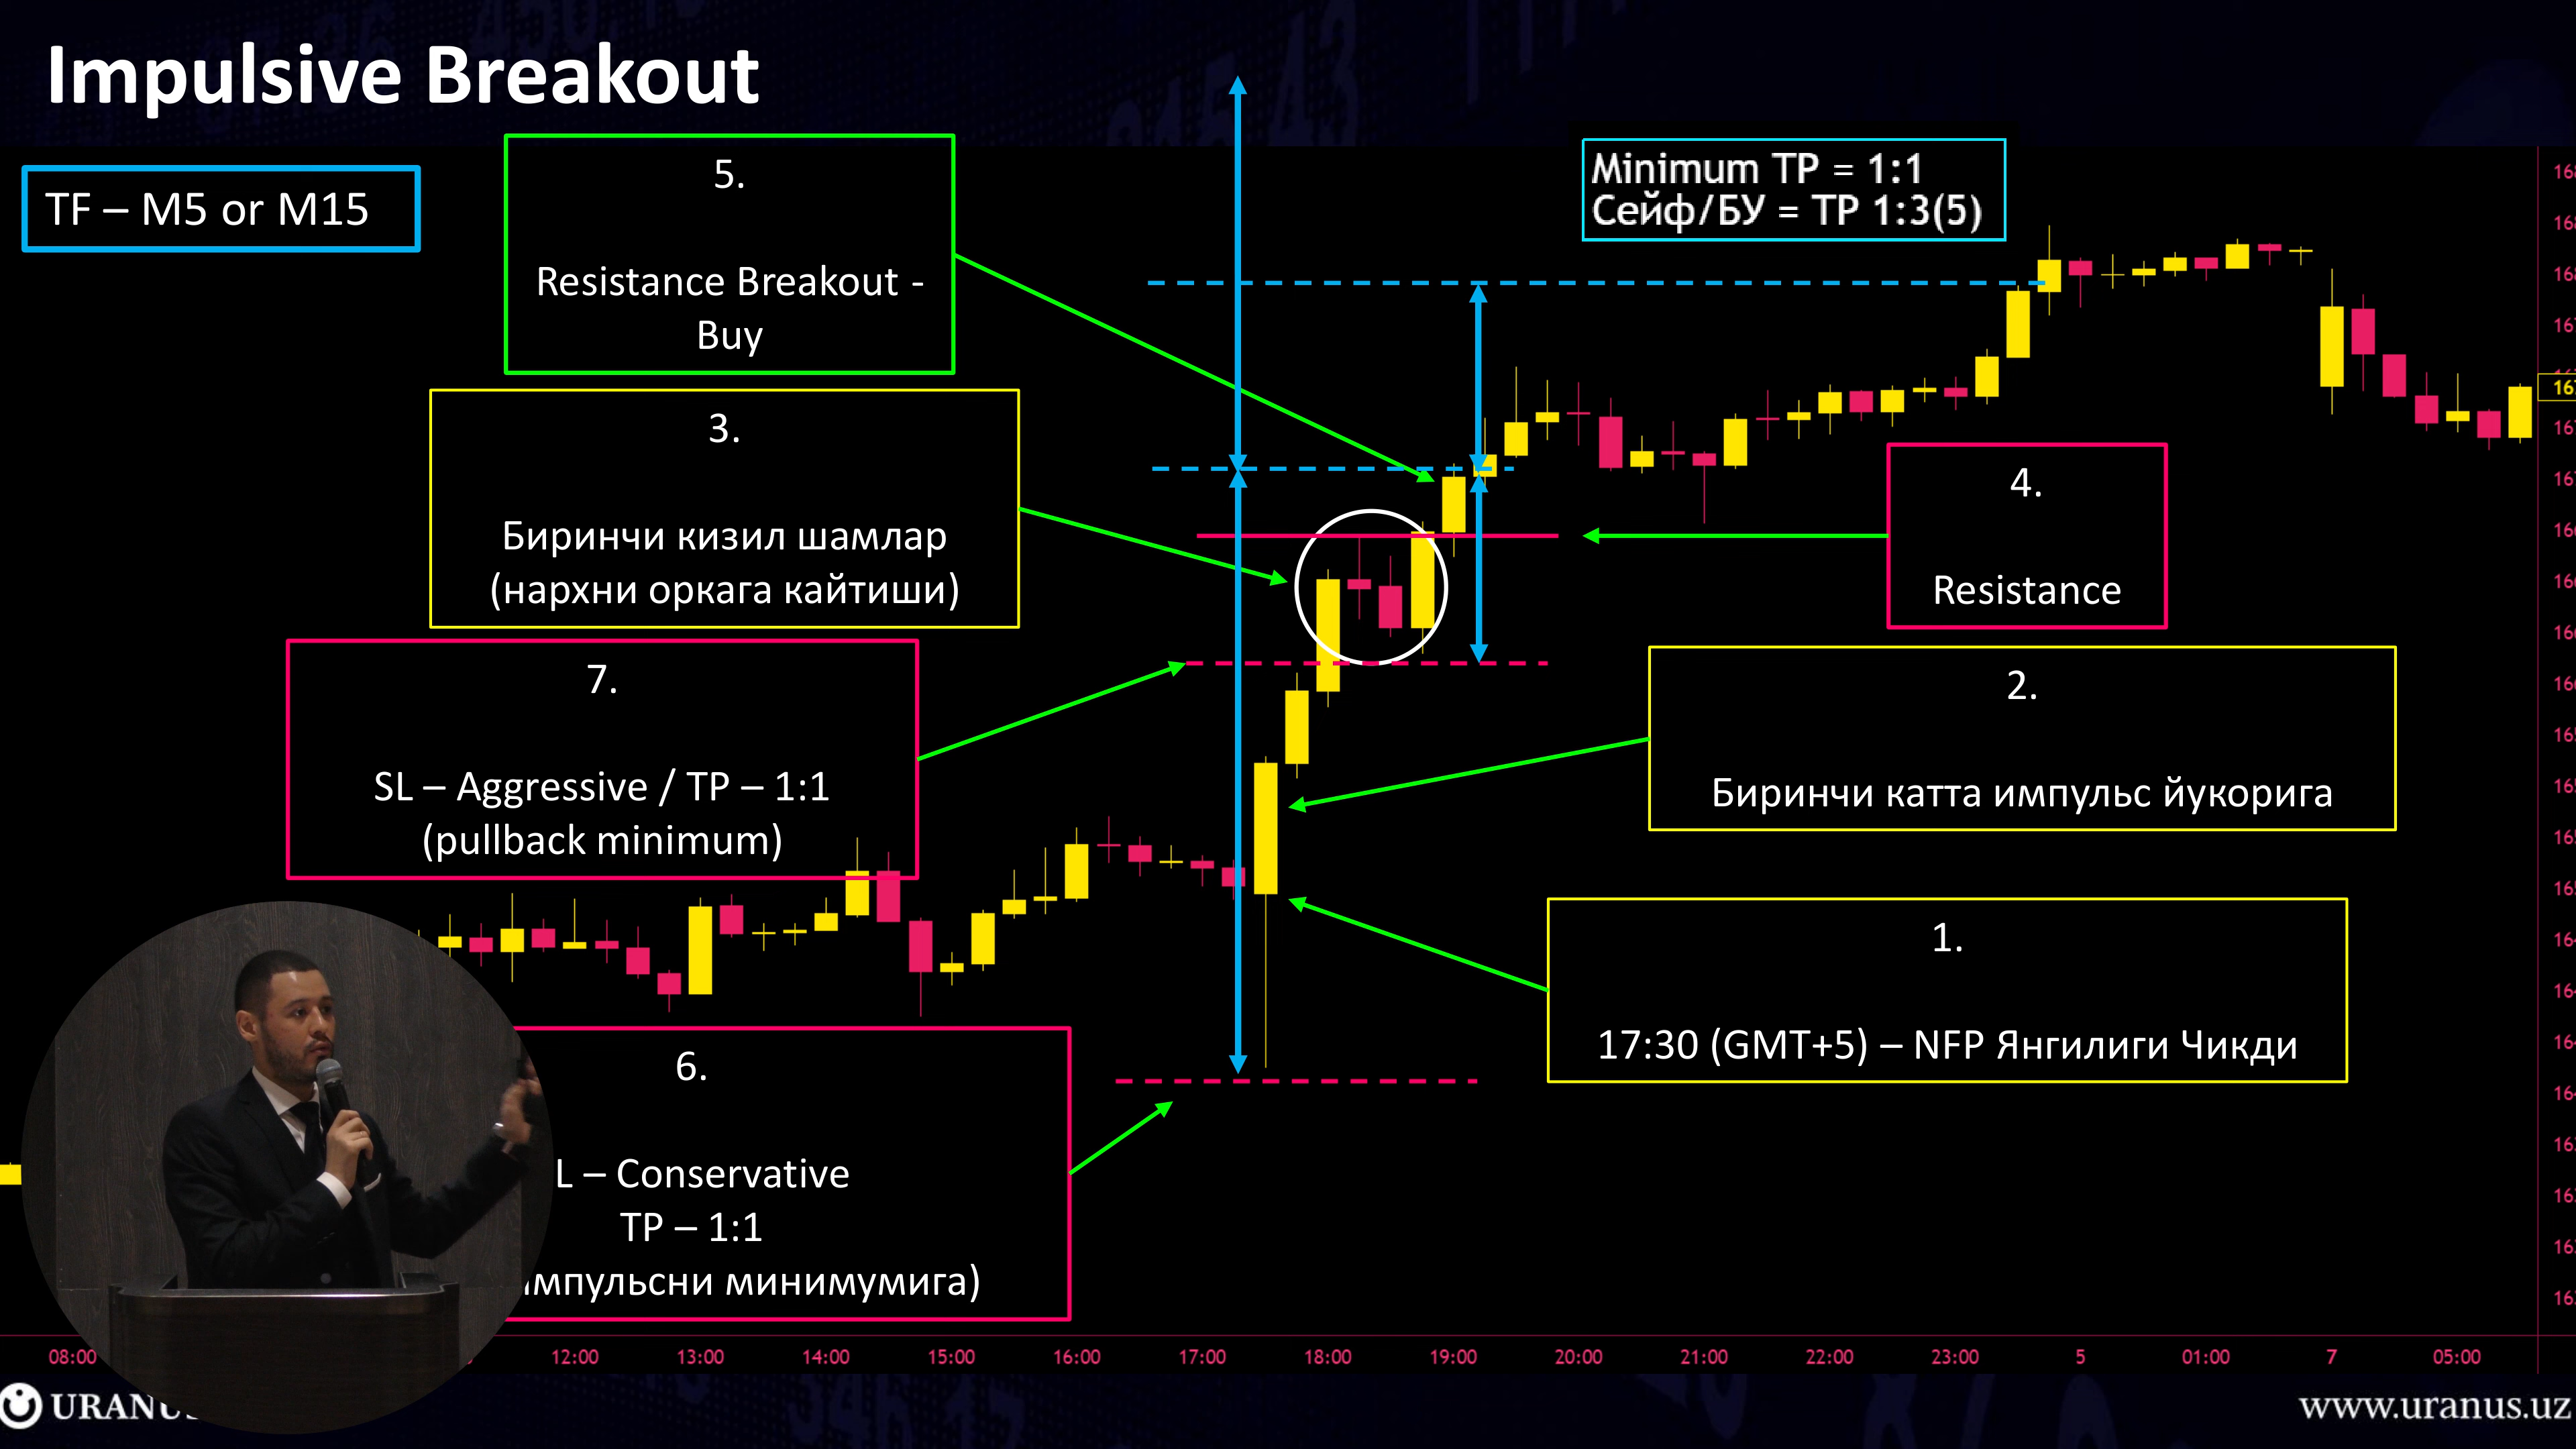 Impulsive Breakout
TF – M5 or M15
5.
Resistance Breakout -
Buy
Minimum TP = 1:1
Сейф/БУ = TP 1:3(5)
3.
Биринчи кизил шамлар
(нархни оркага кайтиши)
4.
Resistance
7.
SL – Aggressive / TP – 1:1
(pullback minimum)
2.
Биринчи катта импульс йукорига
1.
17:30 (GMT+5) – NFP Янгилиги Чикди
6.
L – Conservative
TP – 1:1
импульсни минимумига)
08:00 12:00 13:00 14:00 15:00 16:00 17:00 18:00 19:00 20:00 21:00 22:00 23:00 5 01:00 7 05:00
URANUS
www.uranus.uz